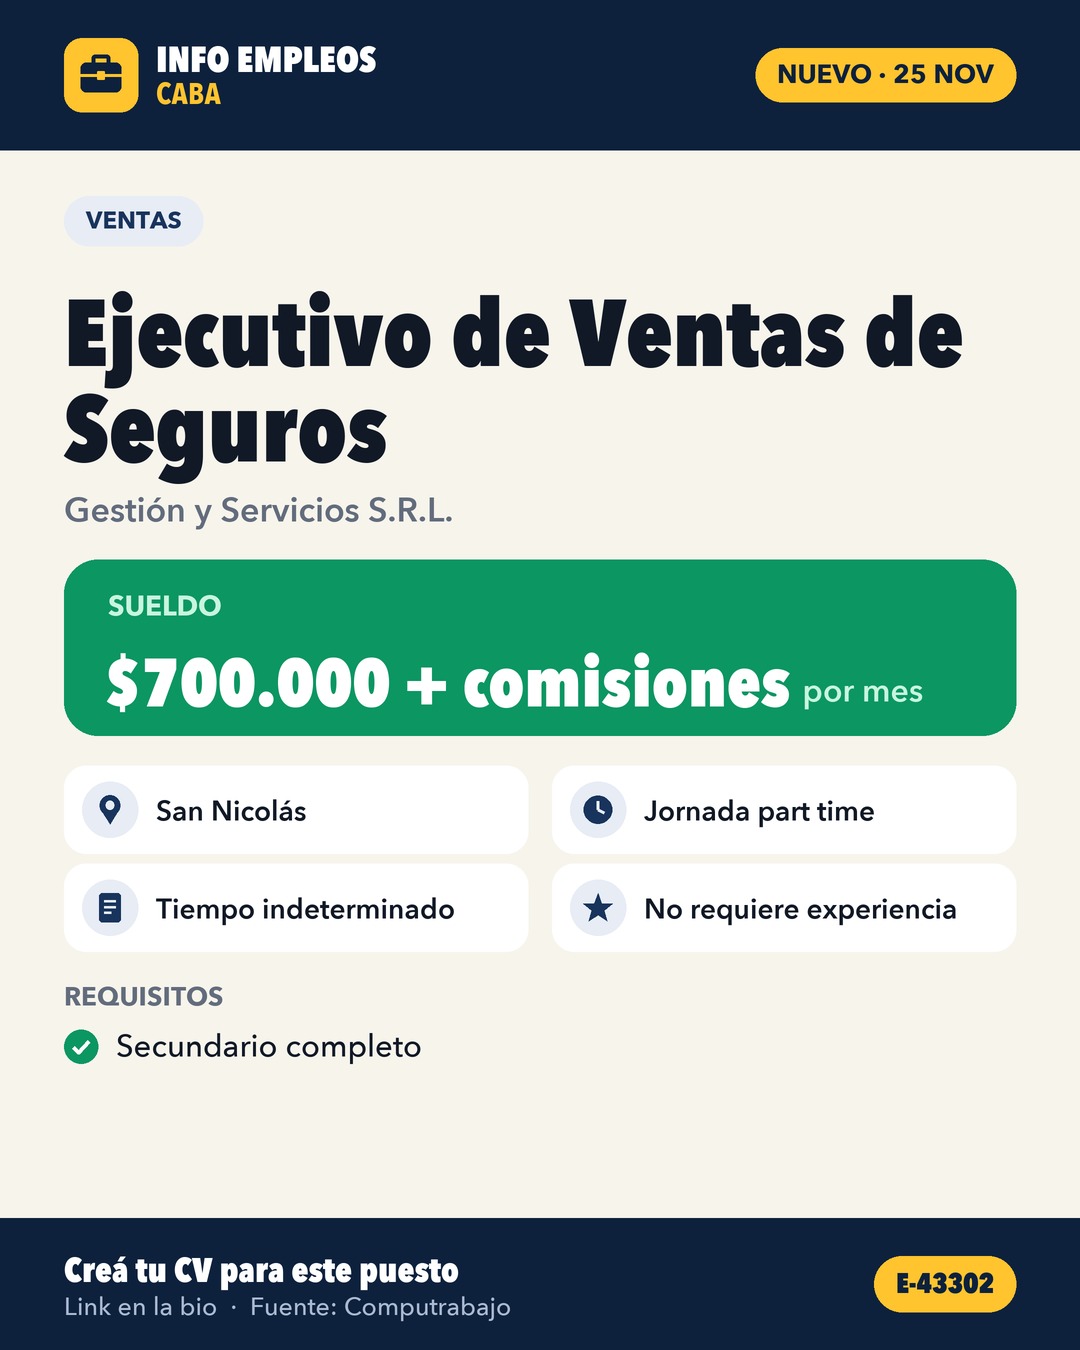 INFO EMPLEOS
CABA
NUEVO · 25 NOV
VENTAS
Ejecutivo de Ventas de
Seguros
Gestión y Servicios S.R.L.
SUELDO
$700.000 + comisiones por mes
San Nicolás
Jornada part time
Tiempo indeterminado
No requiere experiencia
REQUISITOS
Secundario completo
Creá tu CV para este puesto
Link en la bio · Fuente: Computrabajo
E-43302